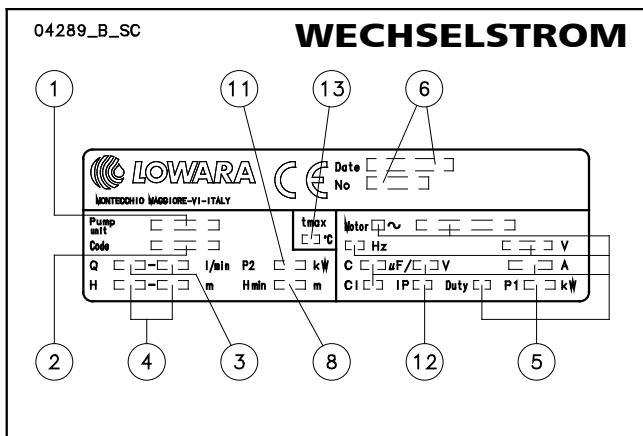 04289_B_SC WECHSELSTROM
1 11 13 6
LOWARA CE Date
No
MONTECCHIO MAGGIORE-VI-ITALY
Pump unit tmax Motor ~
°C
Code Hz V
Q - l/min P2 kW C µF/ V A
H - m Hmin m Cl IP Duty P1 kW
2 4 3 8 12 5